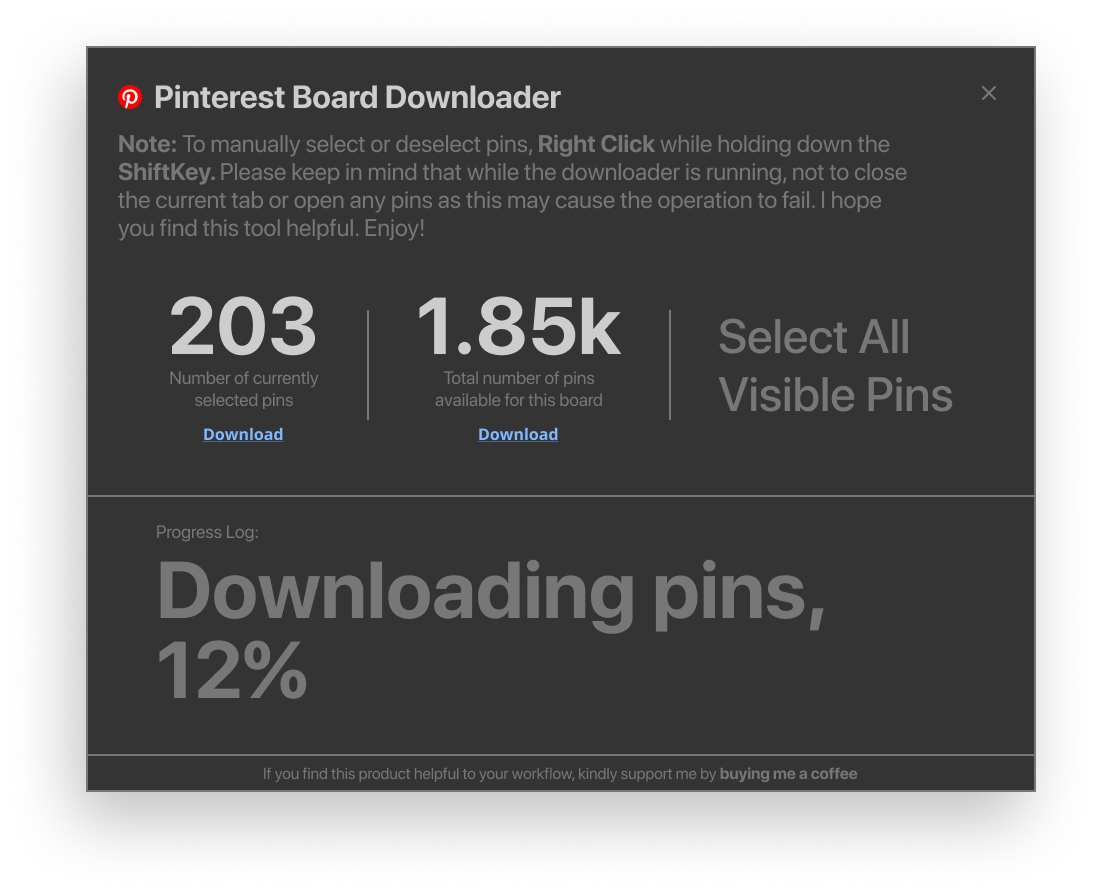 Pinterest Board Downloader
Note: To manually select or deselect pins, Right Click while holding down the
ShiftKey. Please keep in mind that while the downloader is running, not to close
the current tab or open any pins as this may cause the operation to fail. I hope
you find this tool helpful. Enjoy!
203
Number of currently
selected pins
Download
1.85k
Total number of pins
available for this board
Download
Select All
Visible Pins
Progress Log:
Downloading pins,
12%
If you find this product helpful to your workflow, kindly support me by buying me a coffee